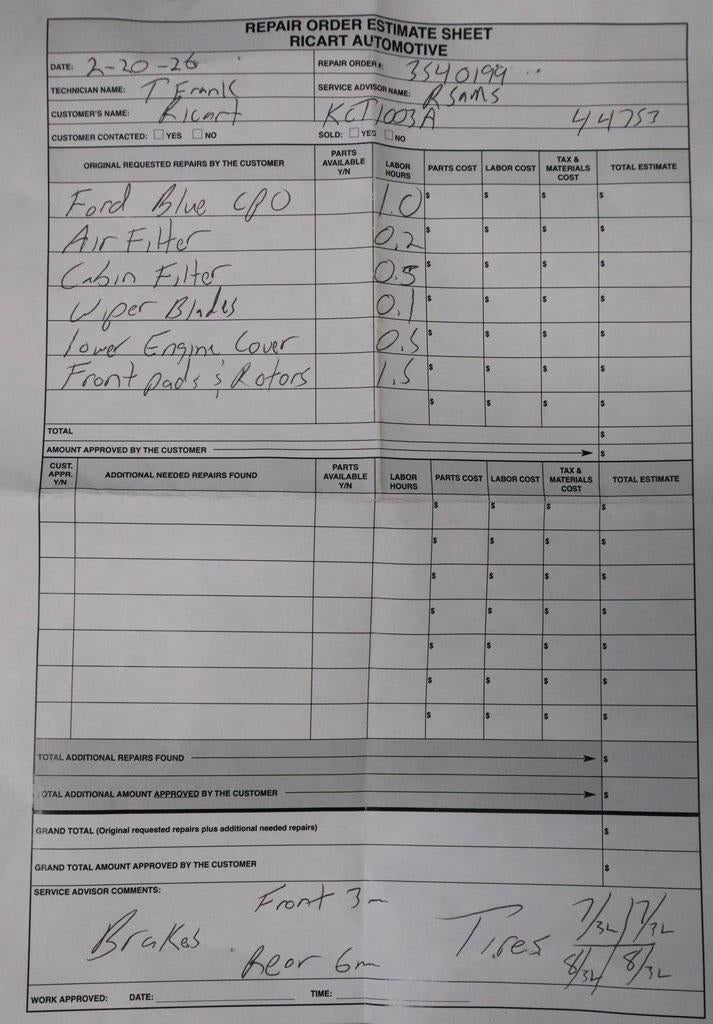 REPAIR ORDER ESTIMATE SHEET
RICART AUTOMOTIVE
DATE: 2-20-26 REPAIR ORDER#: 3540199
TECHNICIAN NAME: T Frank SERVICE ADVISOR NAME: R SAMS
CUSTOMER'S NAME: Ricart KCT1003A 44753
CUSTOMER CONTACTED: YES NO SOLD: YES NO
ORIGINAL REQUESTED REPAIRS BY THE CUSTOMER PARTS AVAILABLE Y/N LABOR HOURS PARTS COST LABOR COST TAX & MATERIALS COST TOTAL ESTIMATE
Ford Blue CPO 1.0 $ $ $ $
Air Filter 0.2 $ $ $ $
Cabin Filter 0.5 $ $ $ $
Wiper Blades 0.1 $ $ $ $
lower Engine Cover 0.5 $ $ $ $
Front pads & Rotors 1.5 $ $ $ $
$ $ $ $
TOTAL $
AMOUNT APPROVED BY THE CUSTOMER $
CUST. APPR. Y/N ADDITIONAL NEEDED REPAIRS FOUND PARTS AVAILABLE Y/N LABOR HOURS PARTS COST LABOR COST TAX & MATERIALS COST TOTAL ESTIMATE
$ $ $ $
$ $ $ $
$ $ $ $
$ $ $ $
$ $ $ $
$ $ $ $
$ $ $ $
TOTAL ADDITIONAL REPAIRS FOUND $
OTAL ADDITIONAL AMOUNT APPROVED BY THE CUSTOMER $
GRAND TOTAL (Original requested repairs plus additional needed repairs) $
GRAND TOTAL AMOUNT APPROVED BY THE CUSTOMER $
SERVICE ADVISOR COMMENTS:
Brakes Front 3m Tires 7/32 7/32
Rear 6m 8/32 8/32
WORK APPROVED: DATE: TIME: